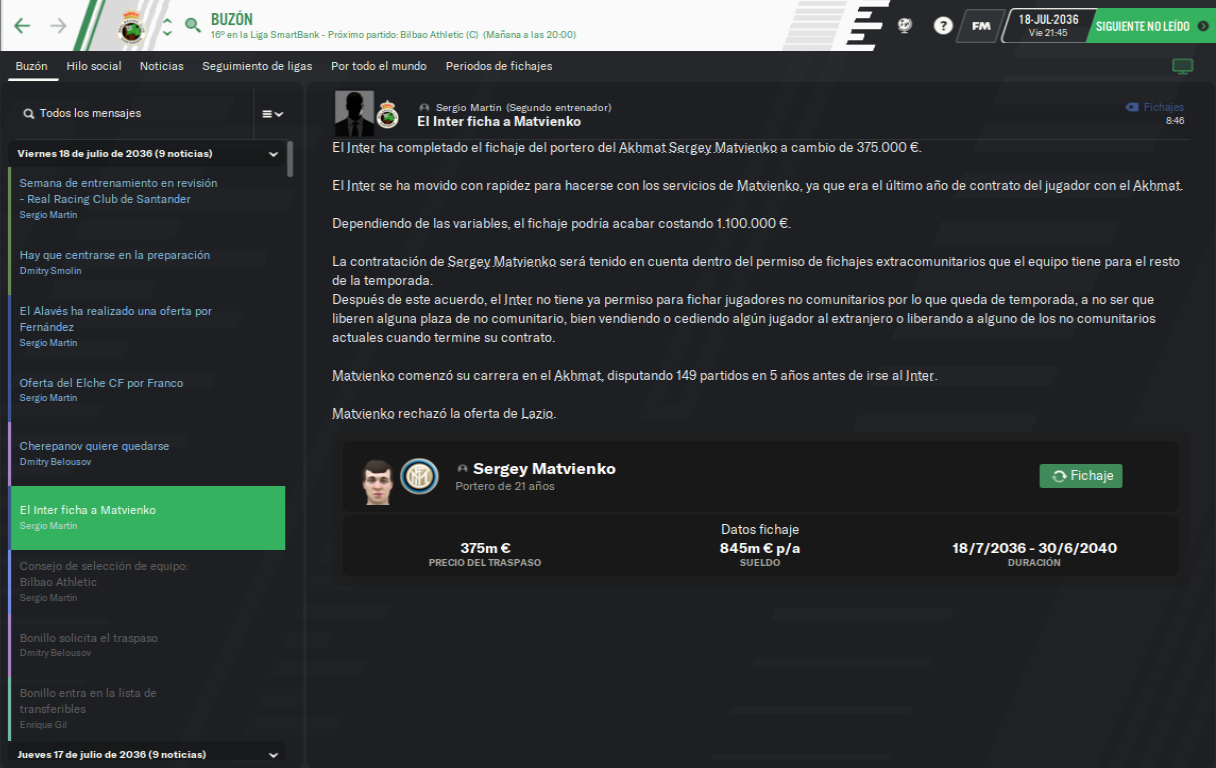 BUZÓN
16º en la Liga SmartBank - Próximo partido: Bilbao Athletic (C) (Mañana a las 20:00)
?
FM
18-JUL-2036
Vie 21:45
SIGUIENTE NO LEÍDO
Buzón
Hilo social
Noticias
Seguimiento de ligas
Por todo el mundo
Periodos de fichajes
Todos los mensajes
Viernes 18 de julio de 2036 (9 noticias)
Semana de entrenamiento en revisión
- Real Racing Club de Santander
Sergio Martín
Hay que centrarse en la preparación
Dmitry Smolin
El Alavés ha realizado una oferta por
Fernández
Sergio Martín
Oferta del Elche CF por Franco
Sergio Martín
Cherepanov quiere quedarse
Dmitry Belousov
El Inter ficha a Matvienko
Sergio Martín
Consejo de selección de equipo:
Bilbao Athletic
Sergio Martín
Bonillo solicita el traspaso
Dmitry Belousov
Bonillo entra en la lista de
transferibles
Enrique Gil
Jueves 17 de julio de 2036 (9 noticias)
Sergio Martín (Segundo entrenador)
El Inter ficha a Matvienko
Fichajes
8:46
El Inter ha completado el fichaje del portero del Akhmat Sergey Matvienko a cambio de 375.000 €.
El Inter se ha movido con rapidez para hacerse con los servicios de Matvienko, ya que era el último año de contrato del jugador con el Akhmat.
Dependiendo de las variables, el fichaje podría acabar costando 1.100.000 €.
La contratación de Sergey Matvienko será tenido en cuenta dentro del permiso de fichajes extracomunitarios que el equipo tiene para el resto
de la temporada.
Después de este acuerdo, el Inter no tiene ya permiso para fichar jugadores no comunitarios por lo que queda de temporada, a no ser que
liberen alguna plaza de no comunitario, bien vendiendo o cediendo algún jugador al extranjero o liberando a alguno de los no comunitarios
actuales cuando termine su contrato.
Matvienko comenzó su carrera en el Akhmat, disputando 149 partidos en 5 años antes de irse al Inter.
Matvienko rechazó la oferta de Lazio.
Sergey Matvienko
Portero de 21 años
Fichaje
Datos fichaje
375m €
PRECIO DEL TRASPASO
845m € p/a
SUELDO
18/7/2036 - 30/6/2040
DURACIÓN